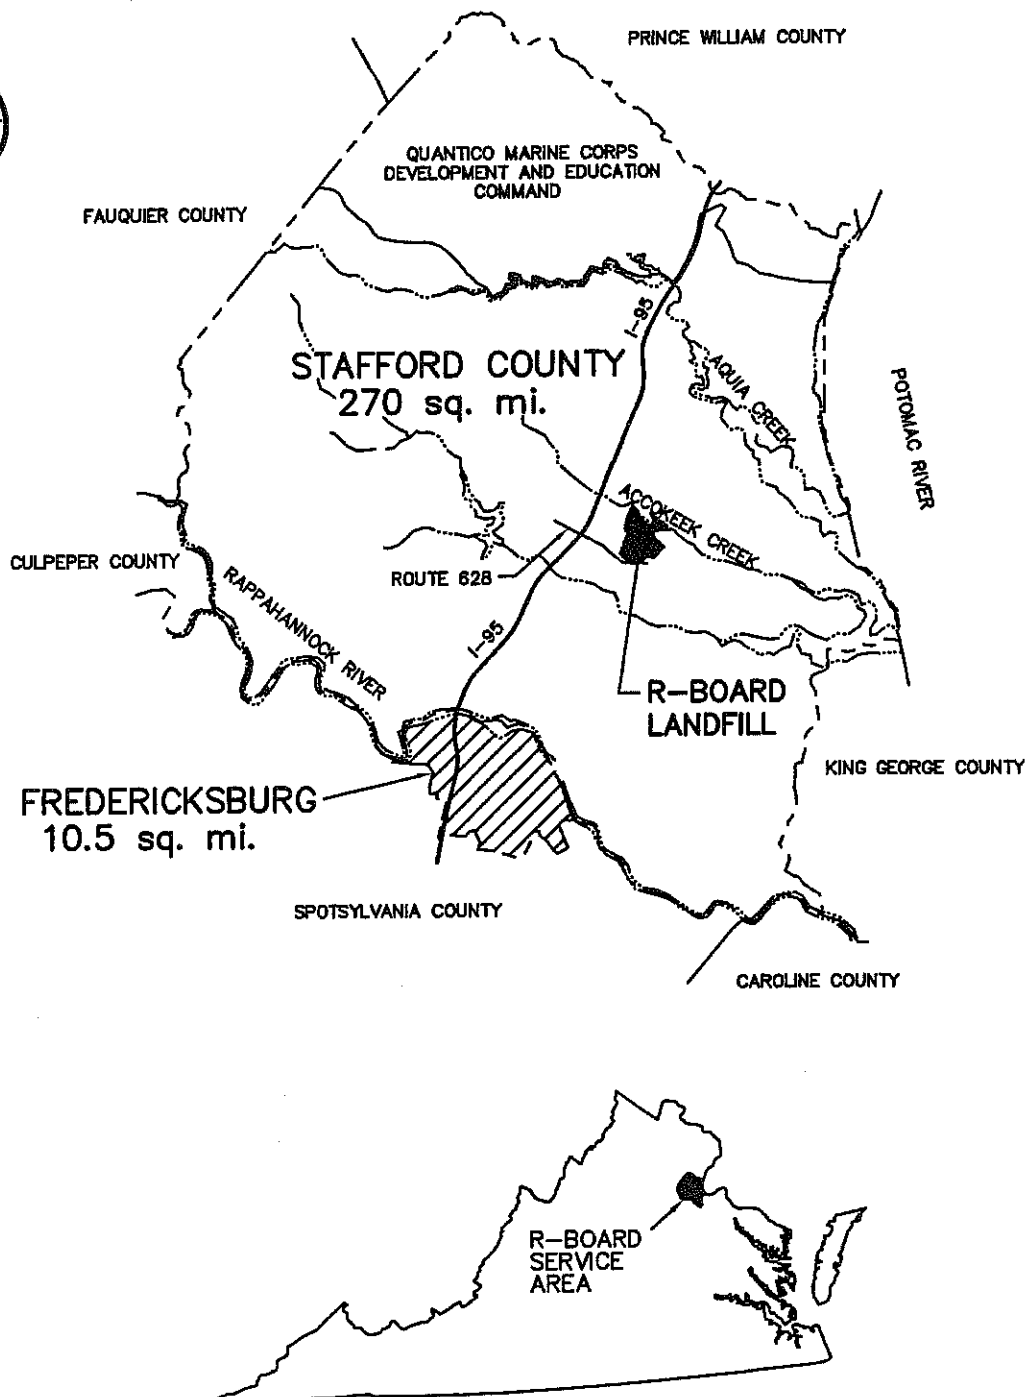 PRINCE WILLIAM COUNTY
QUANTICO MARINE CORPS
DEVELOPMENT AND EDUCATION
COMMAND
FAUQUIER COUNTY
I-95
STAFFORD COUNTY
270 sq. mi.
AQUIA CREEK
POTOMAC RIVER
ACCOKEEK CREEK
CULPEPER COUNTY
ROUTE 628
RAPPAHANNOCK RIVER
I-95
R-BOARD
LANDFILL
KING GEORGE COUNTY
FREDERICKSBURG
10.5 sq. mi.
SPOTSYLVANIA COUNTY
CAROLINE COUNTY
R-BOARD
SERVICE
AREA